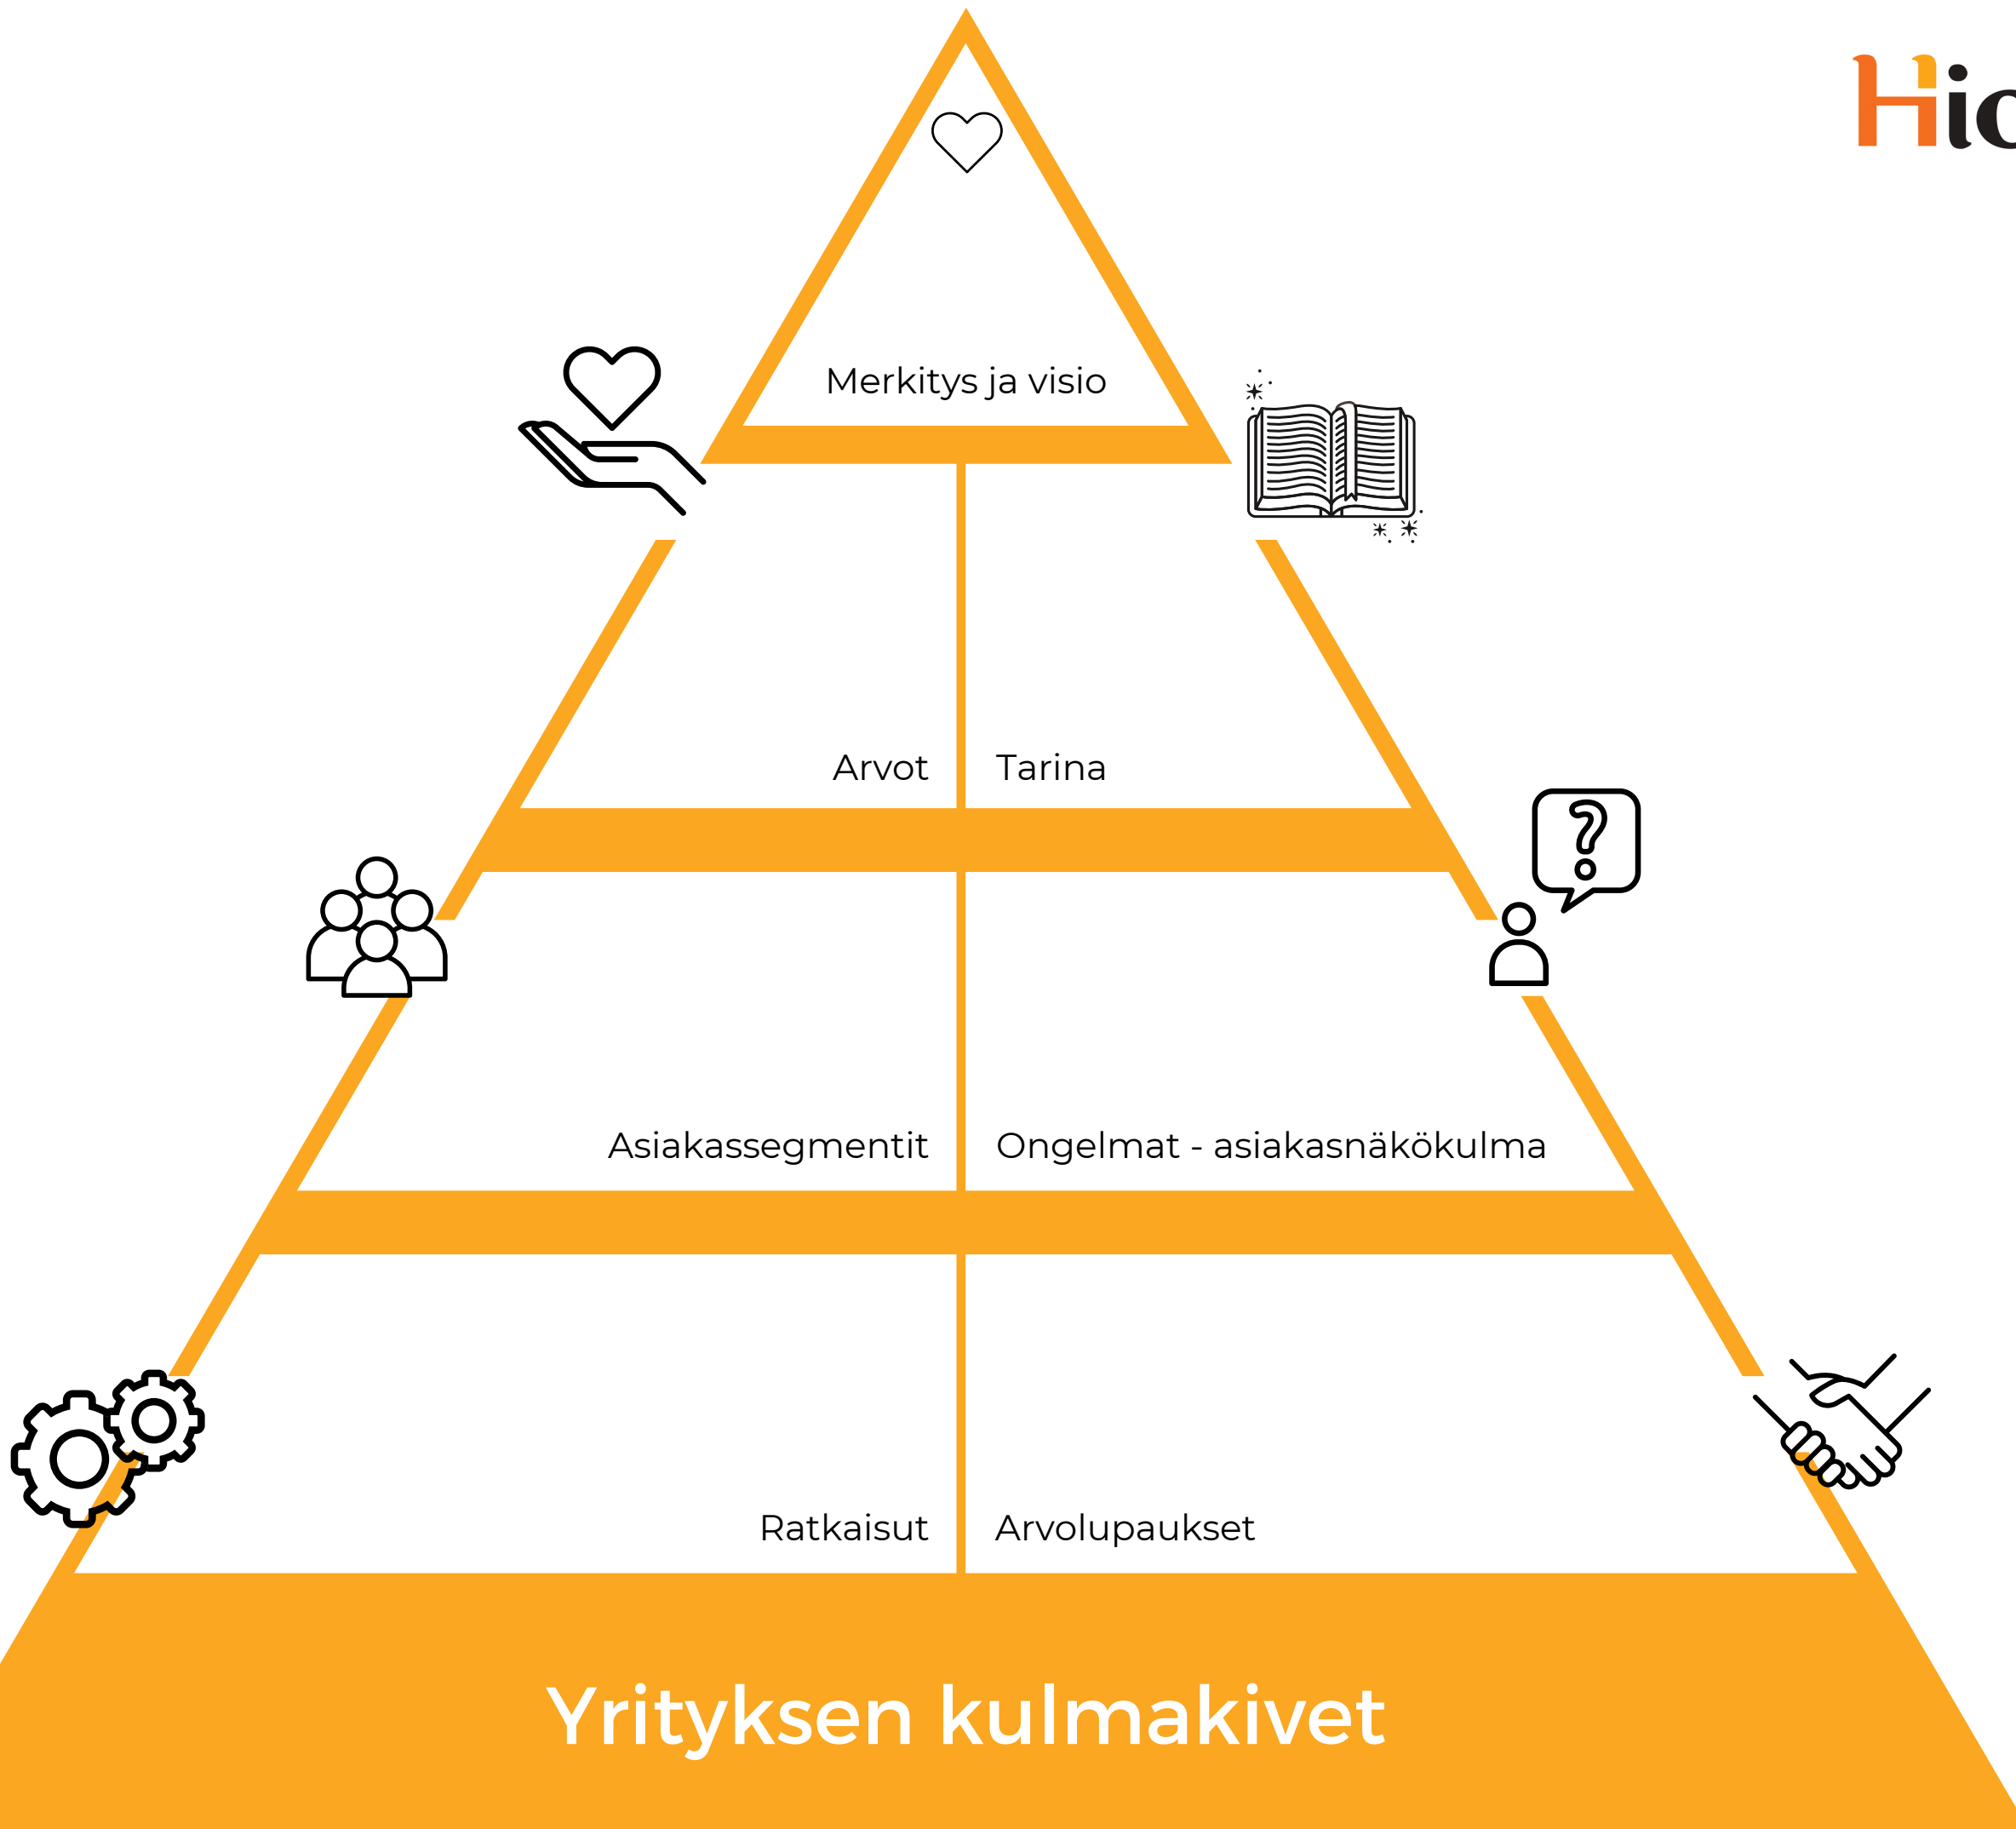 Merkitys ja visio
Arvot
Tarina
Asiakassegmentit
Ongelmat - asiakasnäkökulma
Ratkaisut
Arvolupaukset
Yrityksen kulmakivet